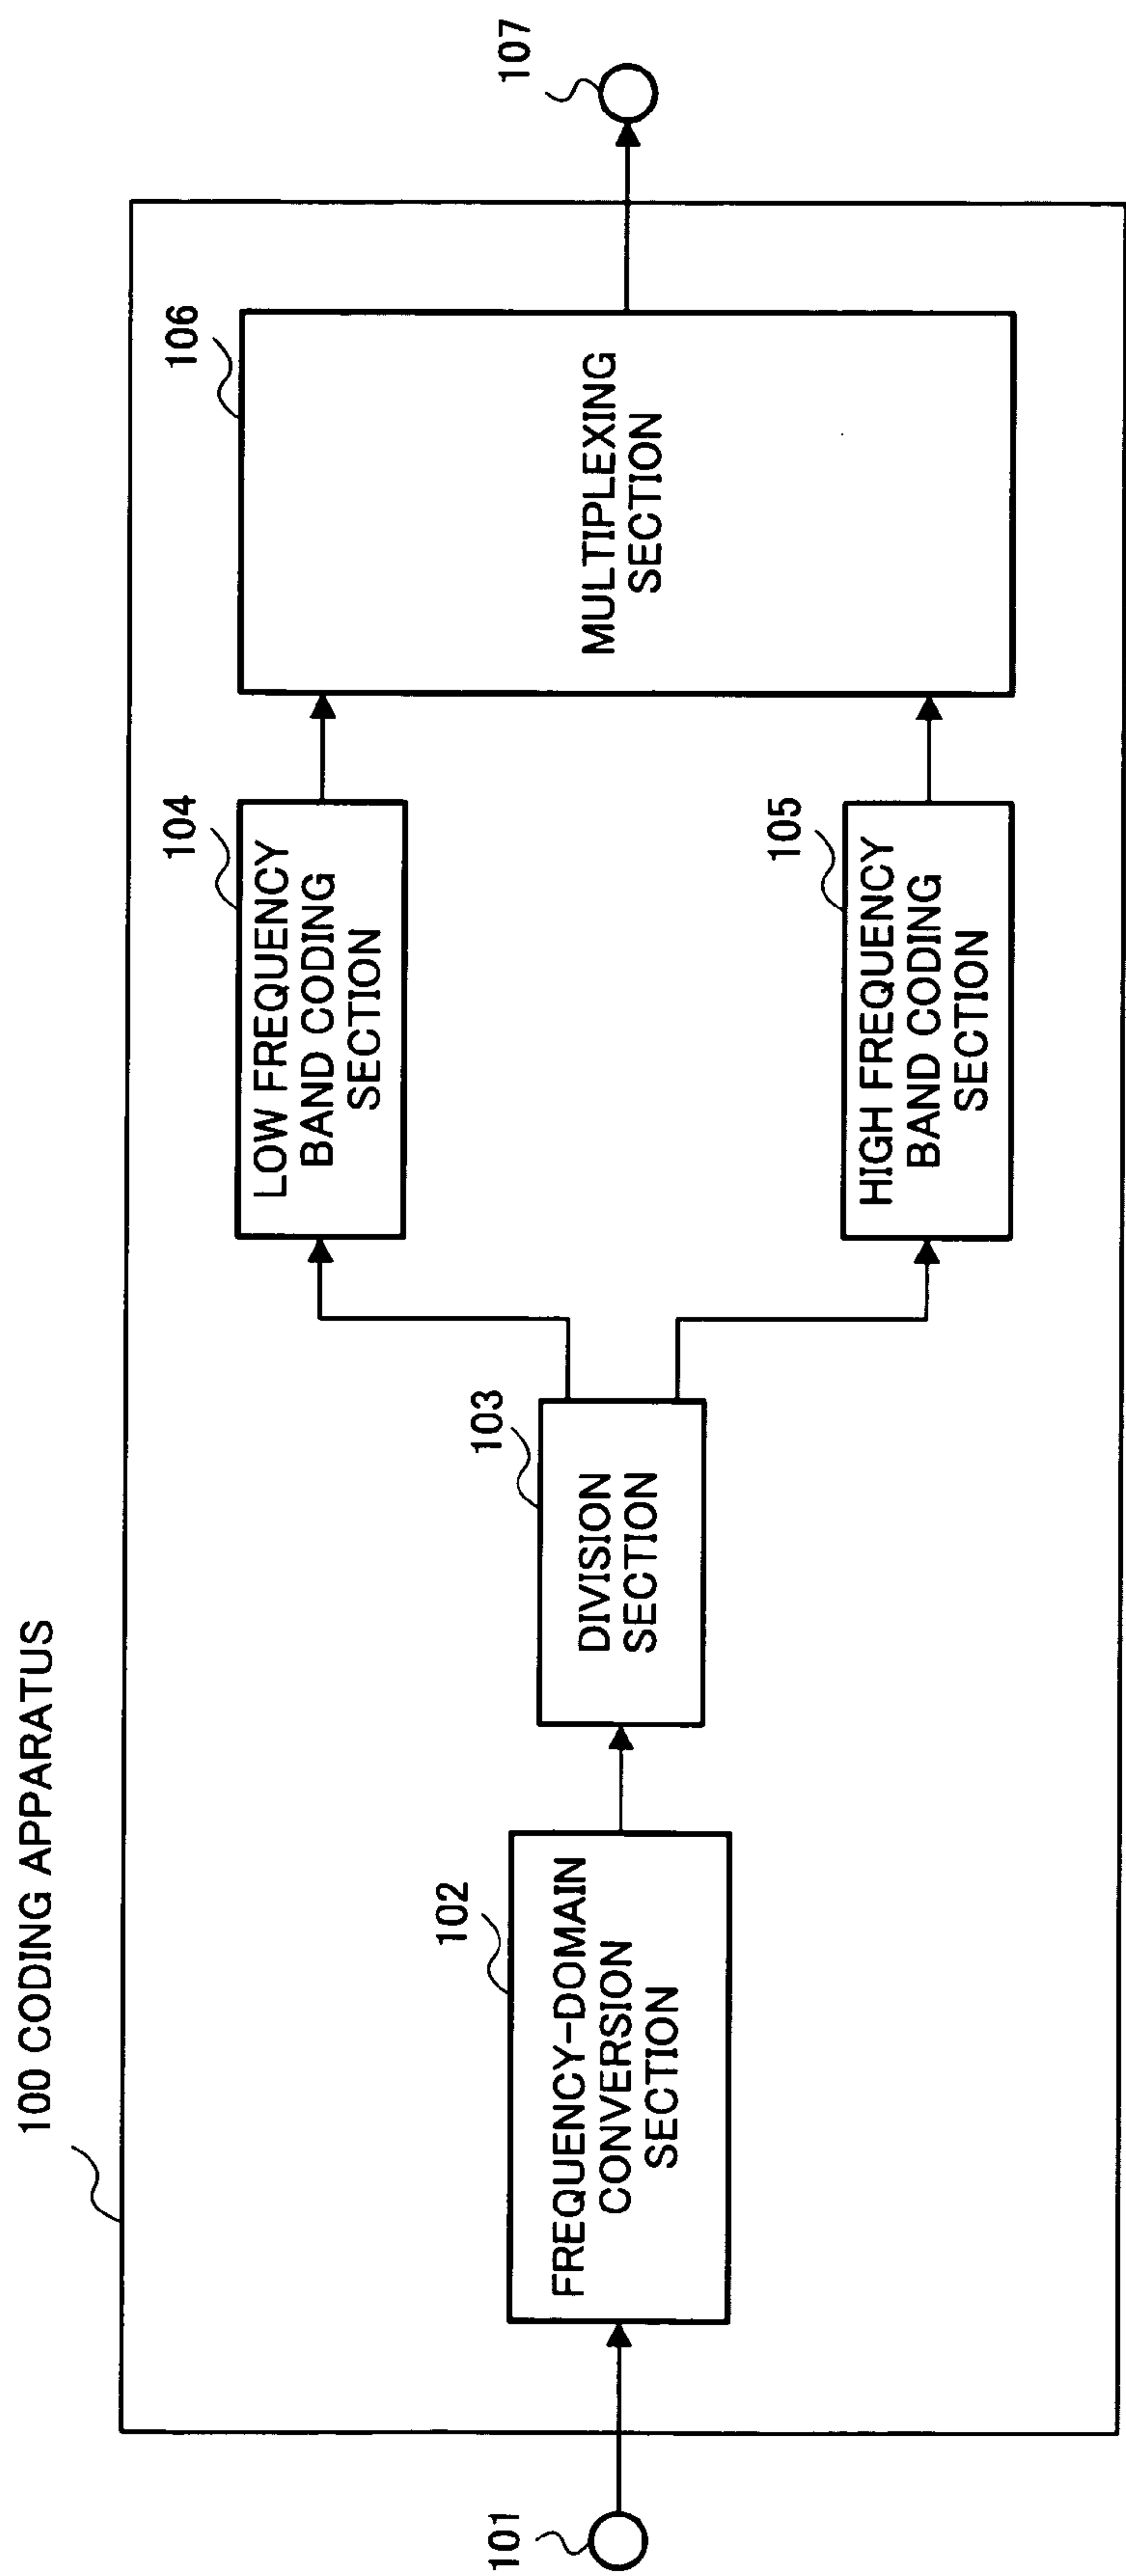 100 CODING APPARATUS
101
102
FREQUENCY-DOMAIN
CONVERSION
SECTION
103
DIVISION
SECTION
104
LOW FREQUENCY
BAND CODING
SECTION
105
HIGH FREQUENCY
BAND CODING
SECTION
106
MULTIPLEXING
SECTION
107